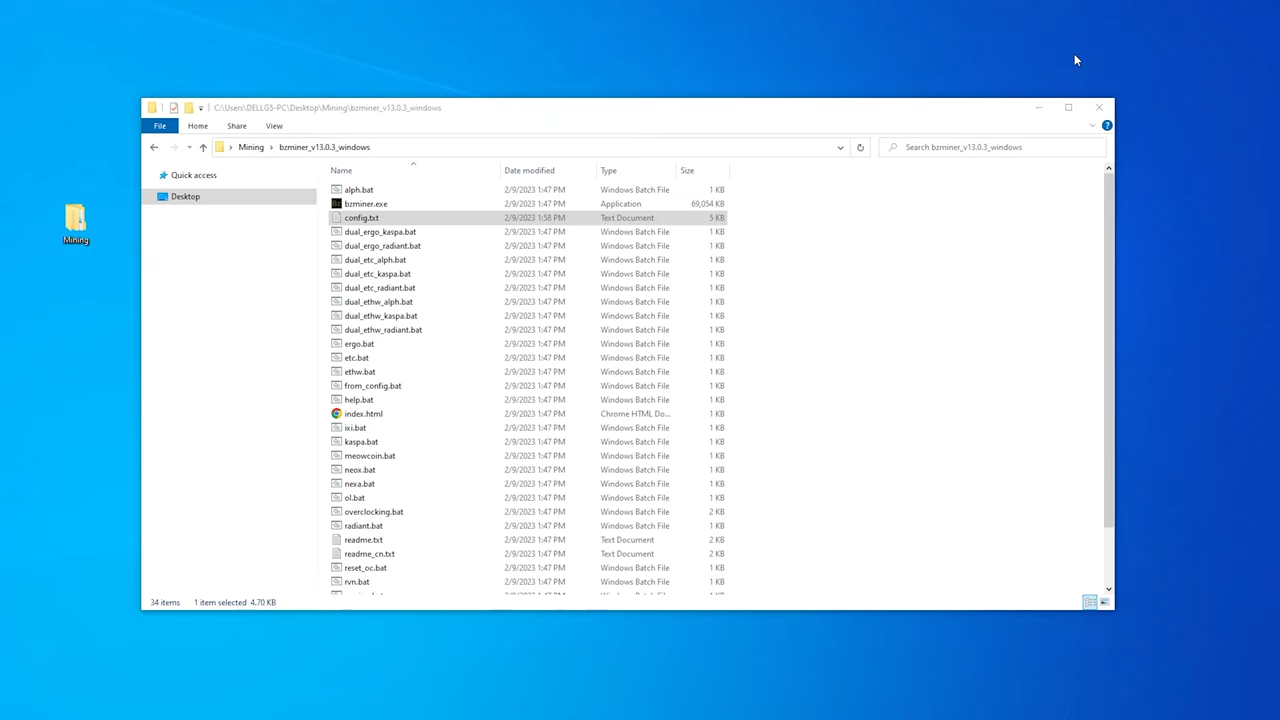 C:\Users\DELLG5-PC\Desktop\Mining\bzminer_v13.0.3_windows
File Home Share View
Mining bzminer_v13.0.3_windows Search bzminer_v13.0.3_windows
Quick access
Desktop
Mining
Name Date modified Type Size
alph.bat 2/9/2023 1:47 PM Windows Batch File 1 KB
bzminer.exe 2/9/2023 1:47 PM Application 69,054 KB
config.txt 2/9/2023 1:58 PM Text Document 5 KB
dual_ergo_kaspa.bat 2/9/2023 1:47 PM Windows Batch File 1 KB
dual_ergo_radiant.bat 2/9/2023 1:47 PM Windows Batch File 1 KB
dual_etc_alph.bat 2/9/2023 1:47 PM Windows Batch File 1 KB
dual_etc_kaspa.bat 2/9/2023 1:47 PM Windows Batch File 1 KB
dual_etc_radiant.bat 2/9/2023 1:47 PM Windows Batch File 1 KB
dual_ethw_alph.bat 2/9/2023 1:47 PM Windows Batch File 1 KB
dual_ethw_kaspa.bat 2/9/2023 1:47 PM Windows Batch File 1 KB
dual_ethw_radiant.bat 2/9/2023 1:47 PM Windows Batch File 1 KB
ergo.bat 2/9/2023 1:47 PM Windows Batch File 1 KB
etc.bat 2/9/2023 1:47 PM Windows Batch File 1 KB
ethw.bat 2/9/2023 1:47 PM Windows Batch File 1 KB
from_config.bat 2/9/2023 1:47 PM Windows Batch File 1 KB
help.bat 2/9/2023 1:47 PM Windows Batch File 1 KB
index.html 2/9/2023 1:47 PM Chrome HTML Do... 1 KB
ixi.bat 2/9/2023 1:47 PM Windows Batch File 1 KB
kaspa.bat 2/9/2023 1:47 PM Windows Batch File 1 KB
meowcoin.bat 2/9/2023 1:47 PM Windows Batch File 1 KB
neox.bat 2/9/2023 1:47 PM Windows Batch File 1 KB
nexa.bat 2/9/2023 1:47 PM Windows Batch File 1 KB
ol.bat 2/9/2023 1:47 PM Windows Batch File 1 KB
overclocking.bat 2/9/2023 1:47 PM Windows Batch File 2 KB
radiant.bat 2/9/2023 1:47 PM Windows Batch File 1 KB
readme.txt 2/9/2023 1:47 PM Text Document 2 KB
readme_cn.txt 2/9/2023 1:47 PM Text Document 2 KB
reset_oc.bat 2/9/2023 1:47 PM Windows Batch File 1 KB
rvn.bat 2/9/2023 1:47 PM Windows Batch File 1 KB
34 items 1 item selected 4.70 KB